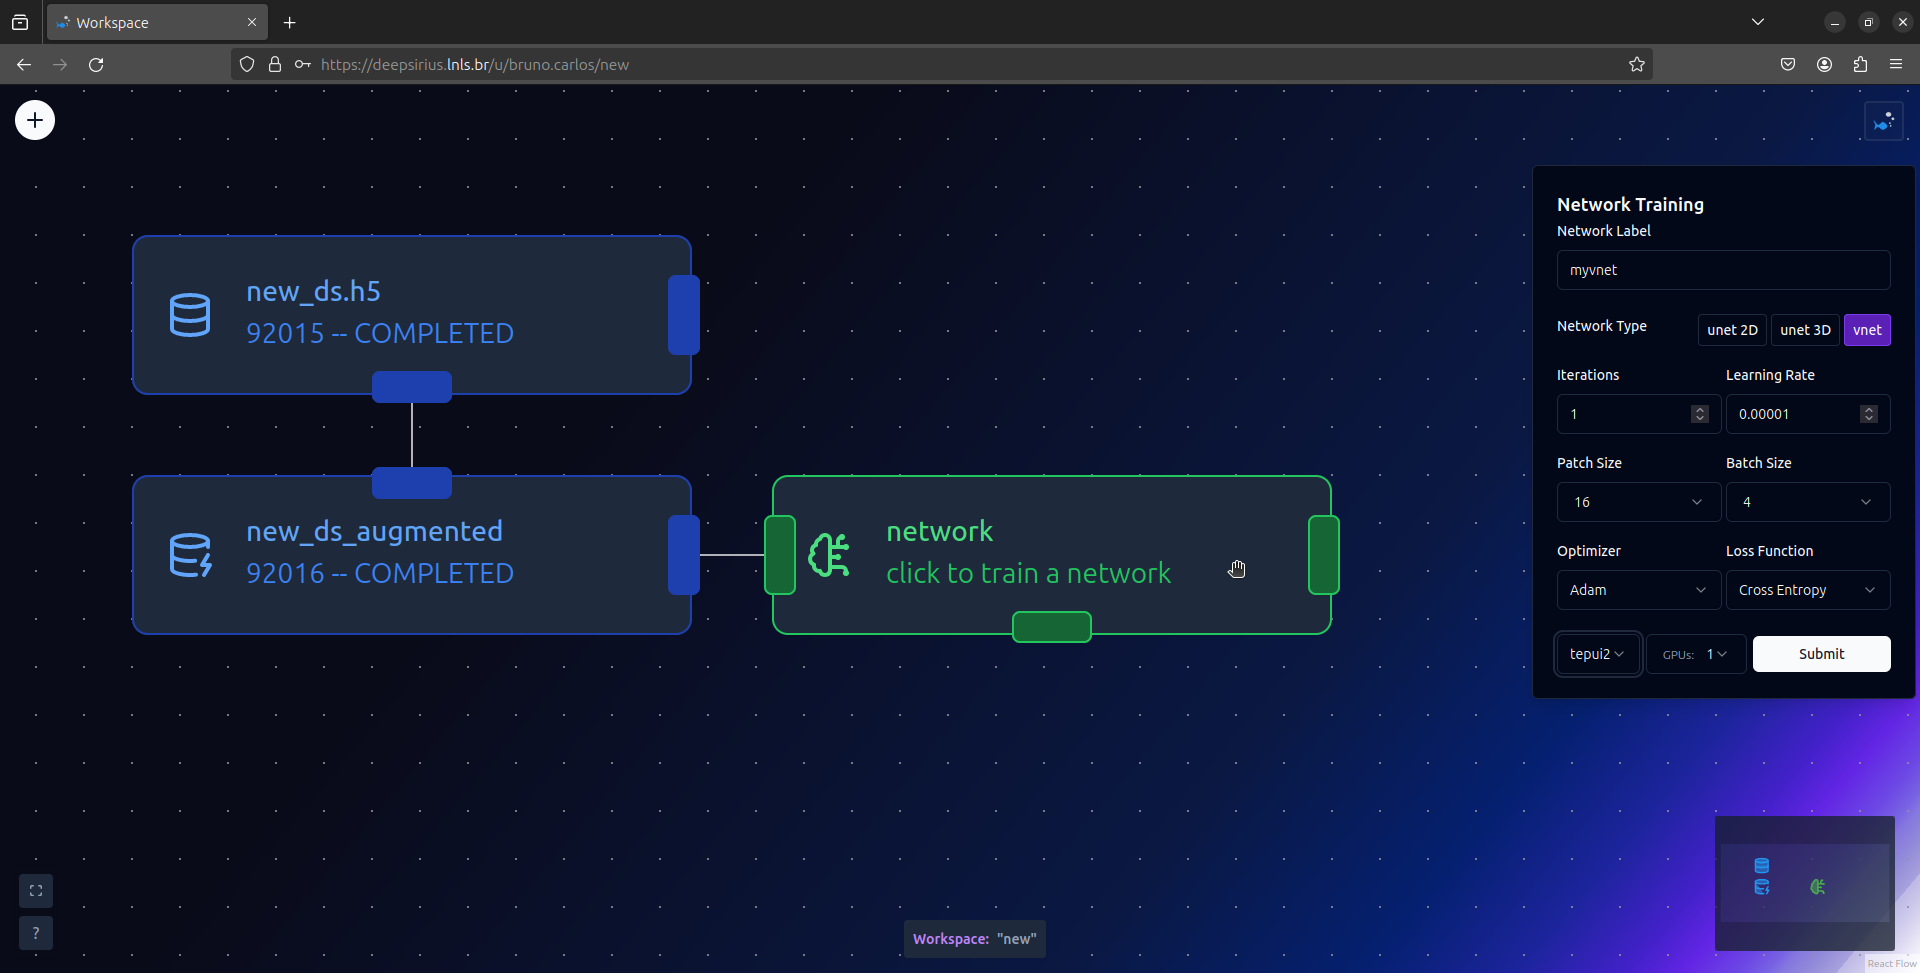 Workspace
https://deepsirius.lnls.br/u/bruno.carlos/new
new_ds.h5
92015 -- COMPLETED
new_ds_augmented
92016 -- COMPLETED
network
click to train a network
Network Training
Network Label
myvnet
Network Type unet 2D unet 3D vnet
Iterations Learning Rate
1 0.00001
Patch Size Batch Size
16 4
Optimizer Loss Function
Adam Cross Entropy
tepui2 GPUs: 1 Submit
?
Workspace: "new"
React Flow